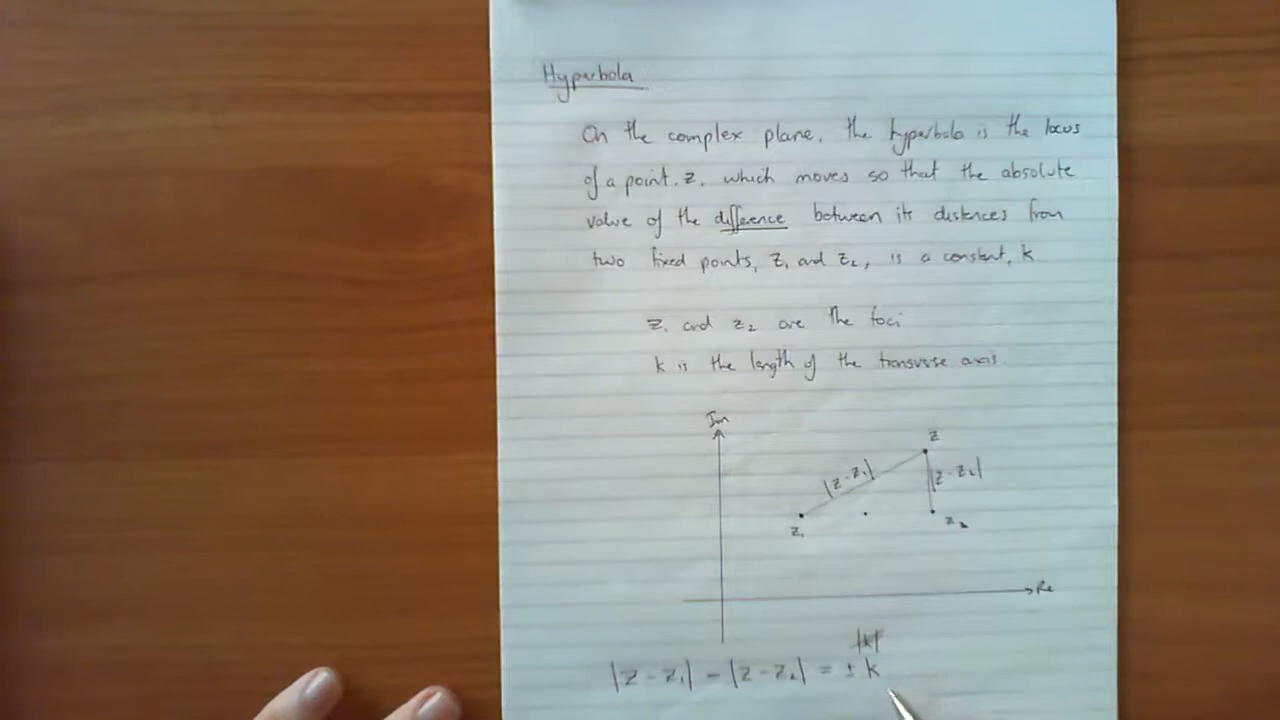 Hyperbola
On the complex plane, the hyperbola is the locus
of a point, z, which moves so that the absolute
value of the difference between its distances from
two fixed points, z₁ and z₂, is a constant, k
z₁ and z₂ are the foci
k is the length of the transverse axis.
Im
z
|z-z₁|
|z-z₂|
z₁
z₂
Re
|z-z₁| - |z-z₂| = ± k